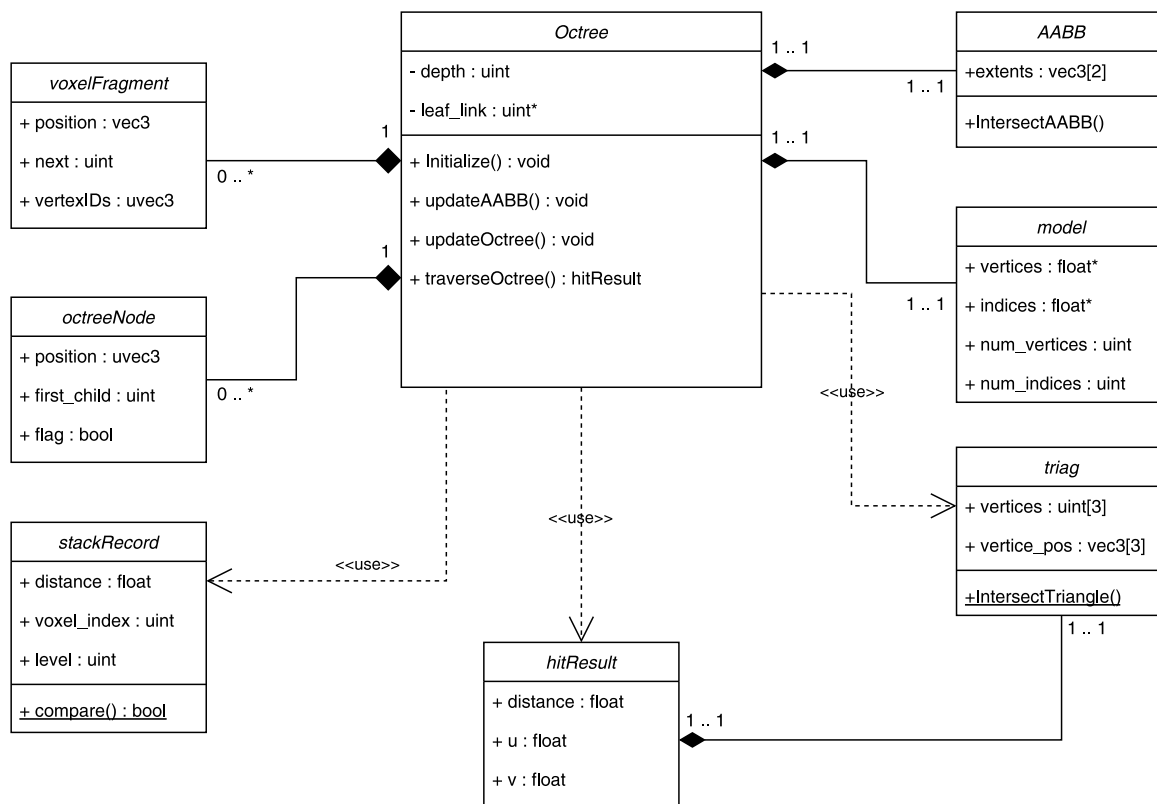 Octree
- depth : uint
- leaf_link : uint*
+ Initialize() : void
+ updateAABB() : void
+ updateOctree() : void
+ traverseOctree() : hitResult
voxelFragment
+ position : vec3
+ next : uint
+ vertexIDs : uvec3
1
0 .. *
octreeNode
+ position : uvec3
+ first_child : uint
+ flag : bool
1
0 .. *
stackRecord
+ distance : float
+ voxel_index : uint
+ level : uint
+ compare() : bool
<<use>>
<<use>>
<<use>>
hitResult
+ distance : float
+ u : float
+ v : float
1 .. 1
1 .. 1
AABB
+extents : vec3[2]
+IntersectAABB()
1 .. 1
1 .. 1
model
+ vertices : float*
+ indices : float*
+ num_vertices : uint
+ num_indices : uint
1 .. 1
1 .. 1
triag
+ vertices : uint[3]
+ vertice_pos : vec3[3]
+IntersectTriangle()